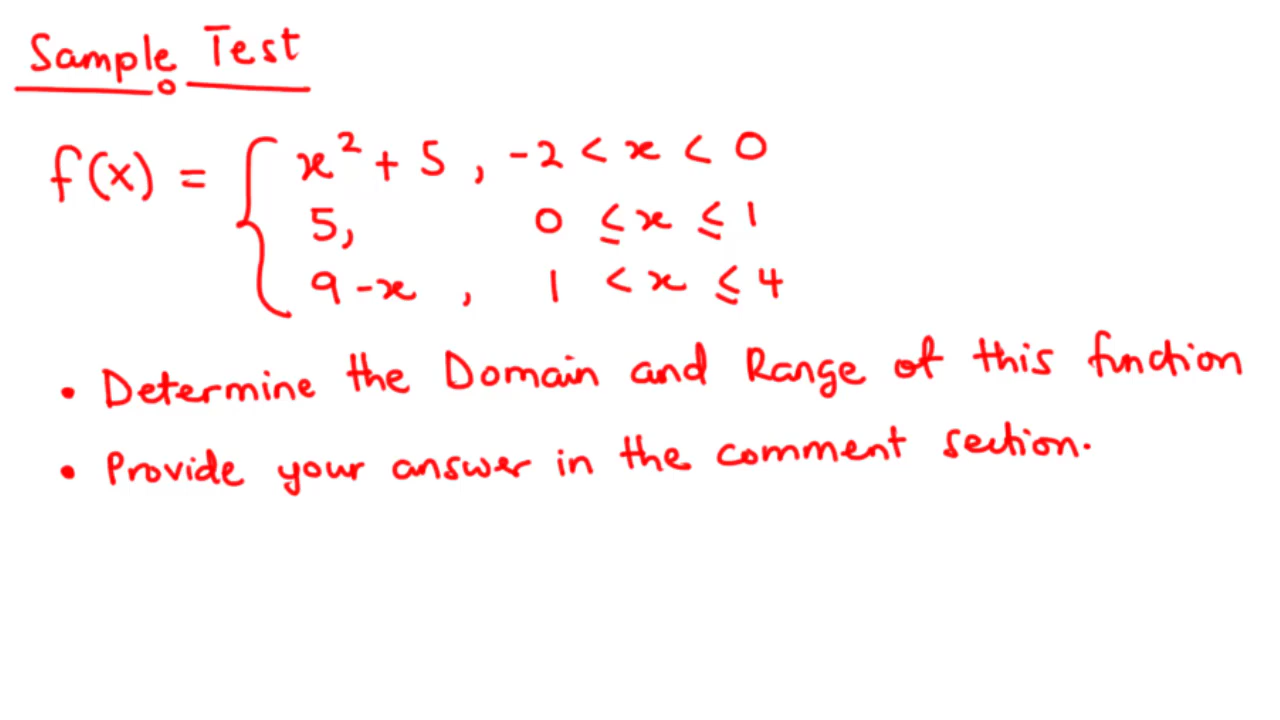 Sample Test
f(x) = { x² + 5 , -2 < x < 0
5, 0 ≤ x ≤ 1
9 - x , 1 < x ≤ 4
• Determine the Domain and Range of this function
• Provide your answer in the comment section.